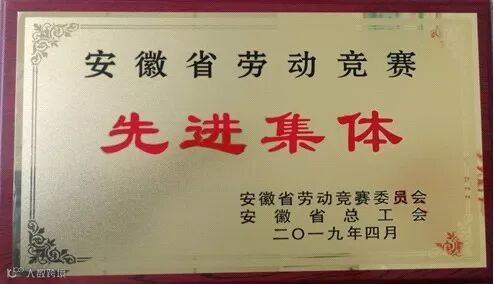 安徽省劳动竞赛
先进集体
安徽省劳动竞赛委员会
安徽省总工会
二〇一九年四月